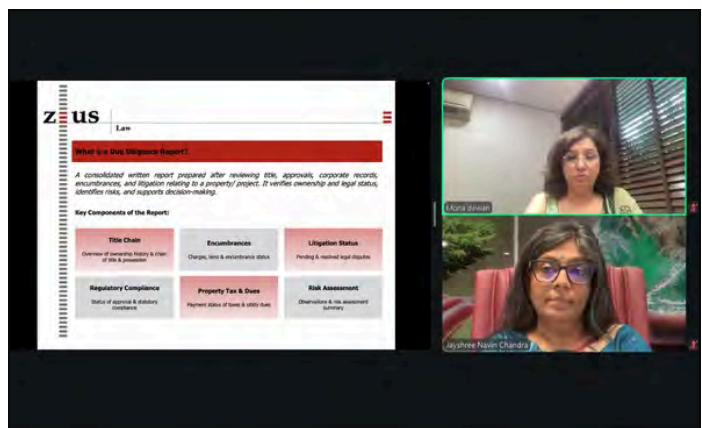 zeus
Law
What is a Due Diligence Report?
A consolidated written report prepared after reviewing title, approvals, corporate records,
encumbrances, and litigation relating to a property/ project. It verifies ownership and legal status,
identifies risks, and supports decision-making.
Key Components of the Report:
Title Chain
Overview of ownership history & chain
of title & possession
Encumbrances
Charges, liens & encumbrance status
Litigation Status
Pending & resolved legal disputes
Regulatory Compliance
Status of approval & statutory
compliance
Property Tax & Dues
Payment status of taxes & utility dues
Risk Assessment
Observations & risk assessment
summary
Mona dewan
Jayshree Navin Chandra